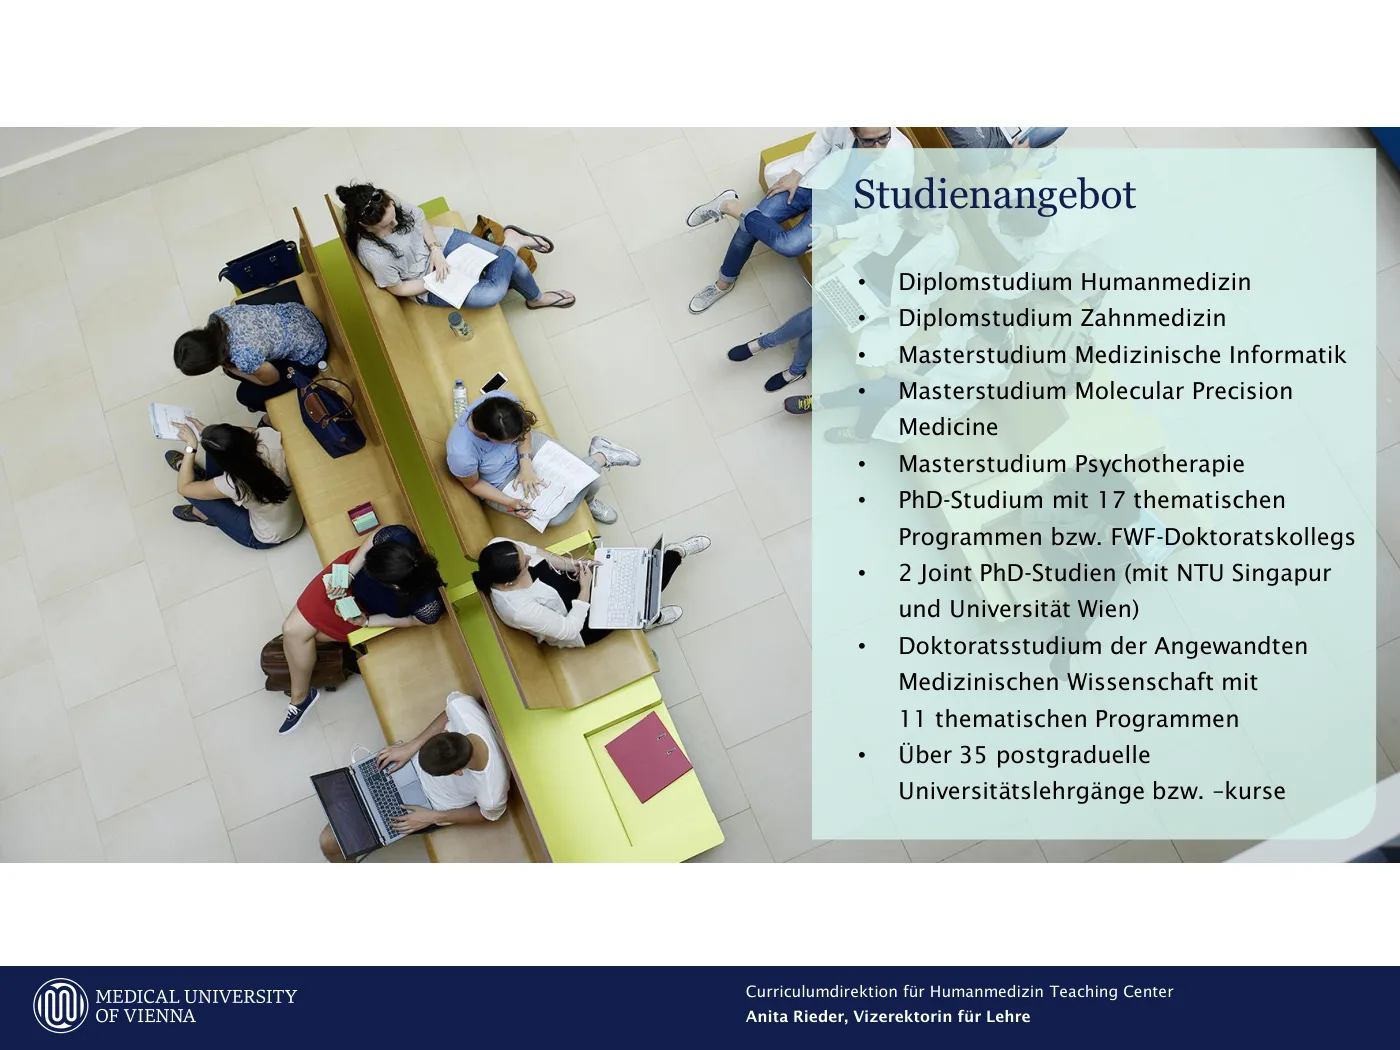 Studienangebot
• Diplomstudium Humanmedizin
• Diplomstudium Zahnmedizin
• Masterstudium Medizinische Informatik
• Masterstudium Molecular Precision
Medicine
• Masterstudium Psychotherapie
• PhD-Studium mit 17 thematischen
Programmen bzw. FWF-Doktoratskollegs
• 2 Joint PhD-Studien (mit NTU Singapur
und Universität Wien)
• Doktoratsstudium der Angewandten
Medizinischen Wissenschaft mit
11 thematischen Programmen
• Über 35 postgraduelle
Universitätslehrgänge bzw. –kurse
MEDICAL UNIVERSITY
OF VIENNA
Curriculumdirektion für Humanmedizin Teaching Center
Anita Rieder, Vizerektorin für Lehre